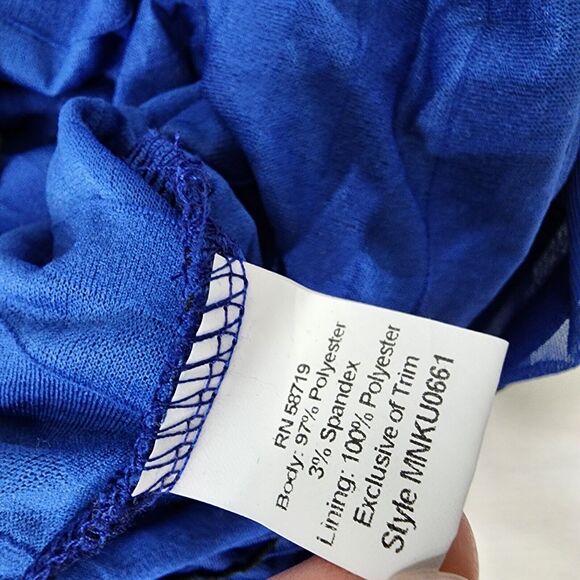 RN 58719
Body: 97% Polyester
3% Spandex
Lining: 100% Polyester
Exclusive of Trim
Style MNKU0661